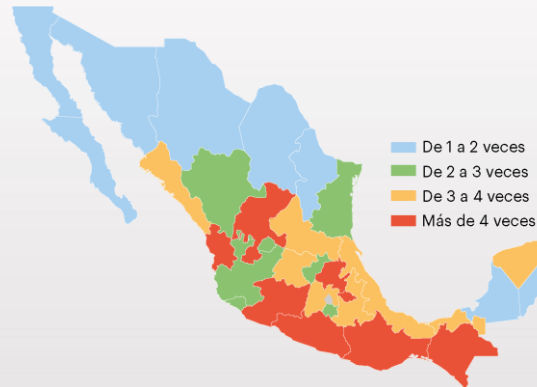 De 1 a 2 veces
De 2 a 3 veces
De 3 a 4 veces
Más de 4 veces